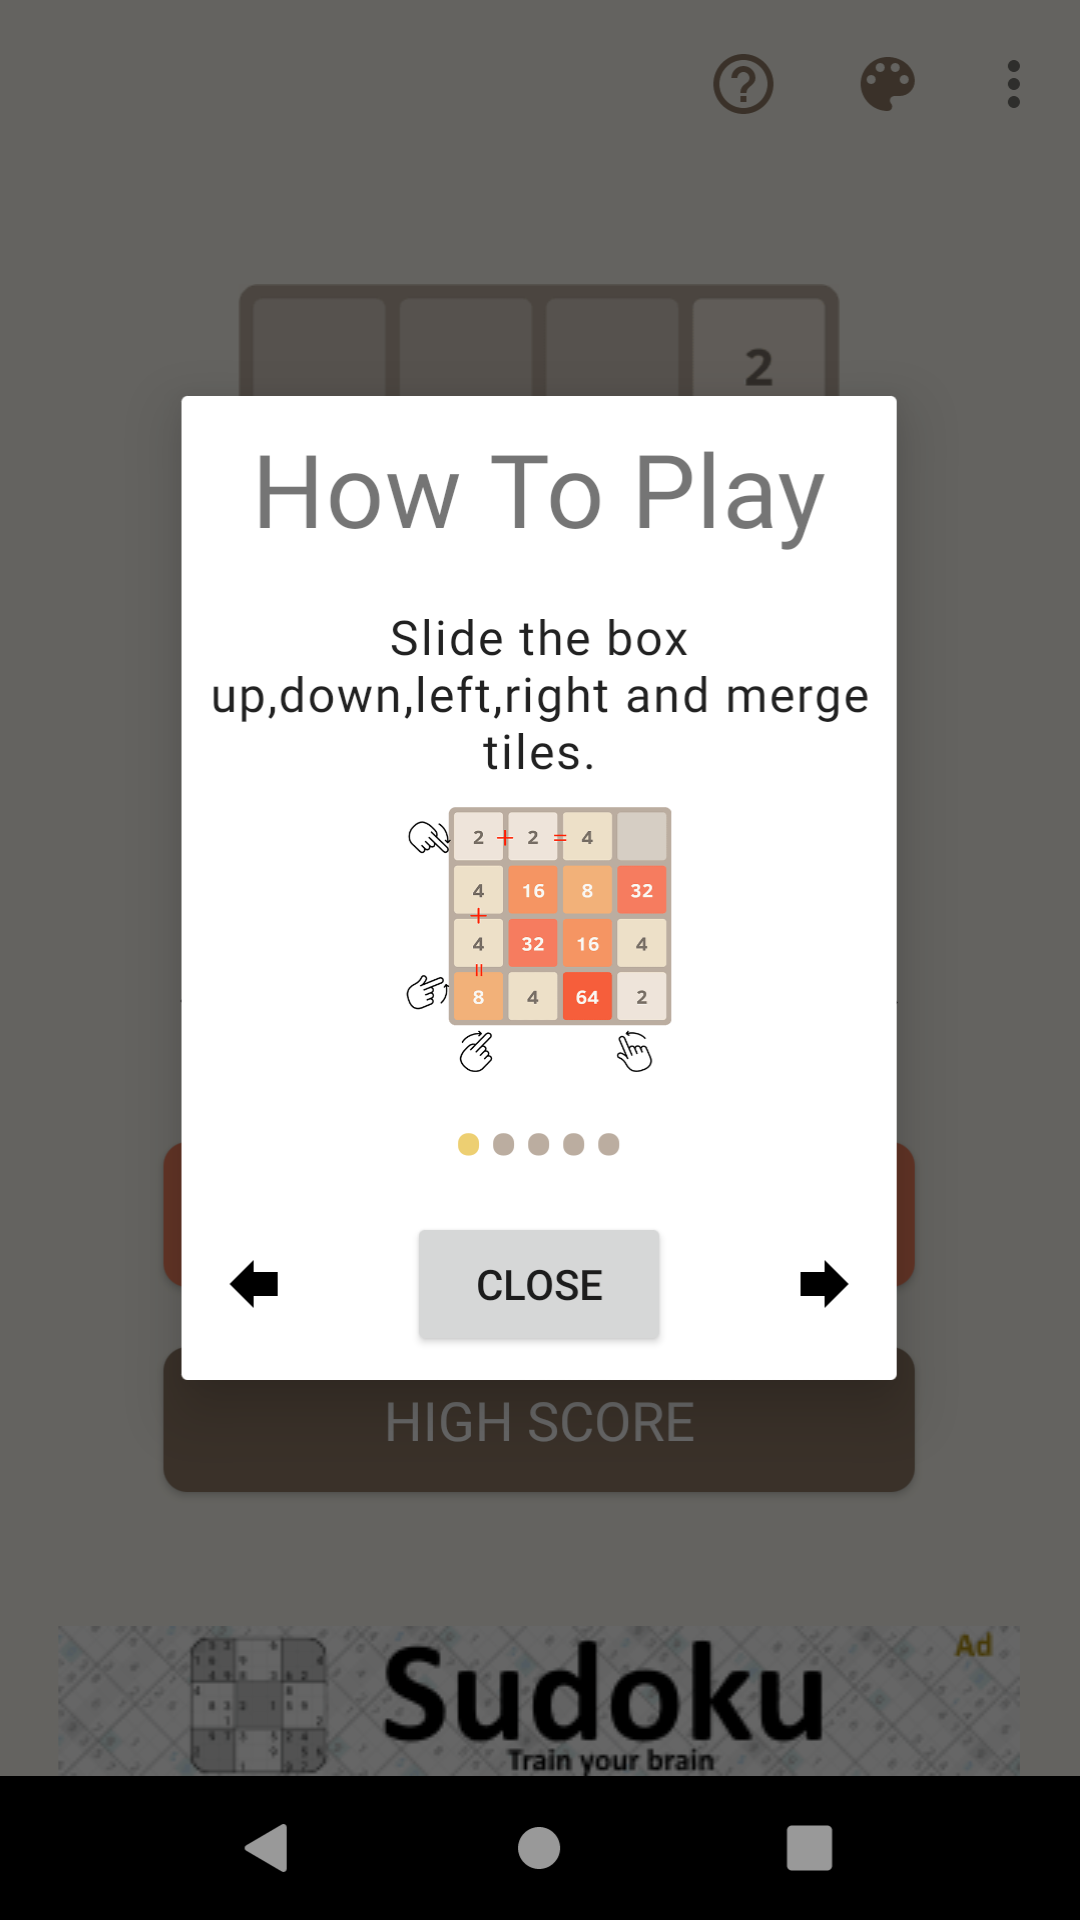 2
How To Play
Slide the box
up,down,left,right and merge
tiles.
2 + 2 = 4
4 16 8 32
+
4 32 16 4
=
8 4 64 2
CLOSE
HIGH SCORE
Sudoku
Ad
Train your brain